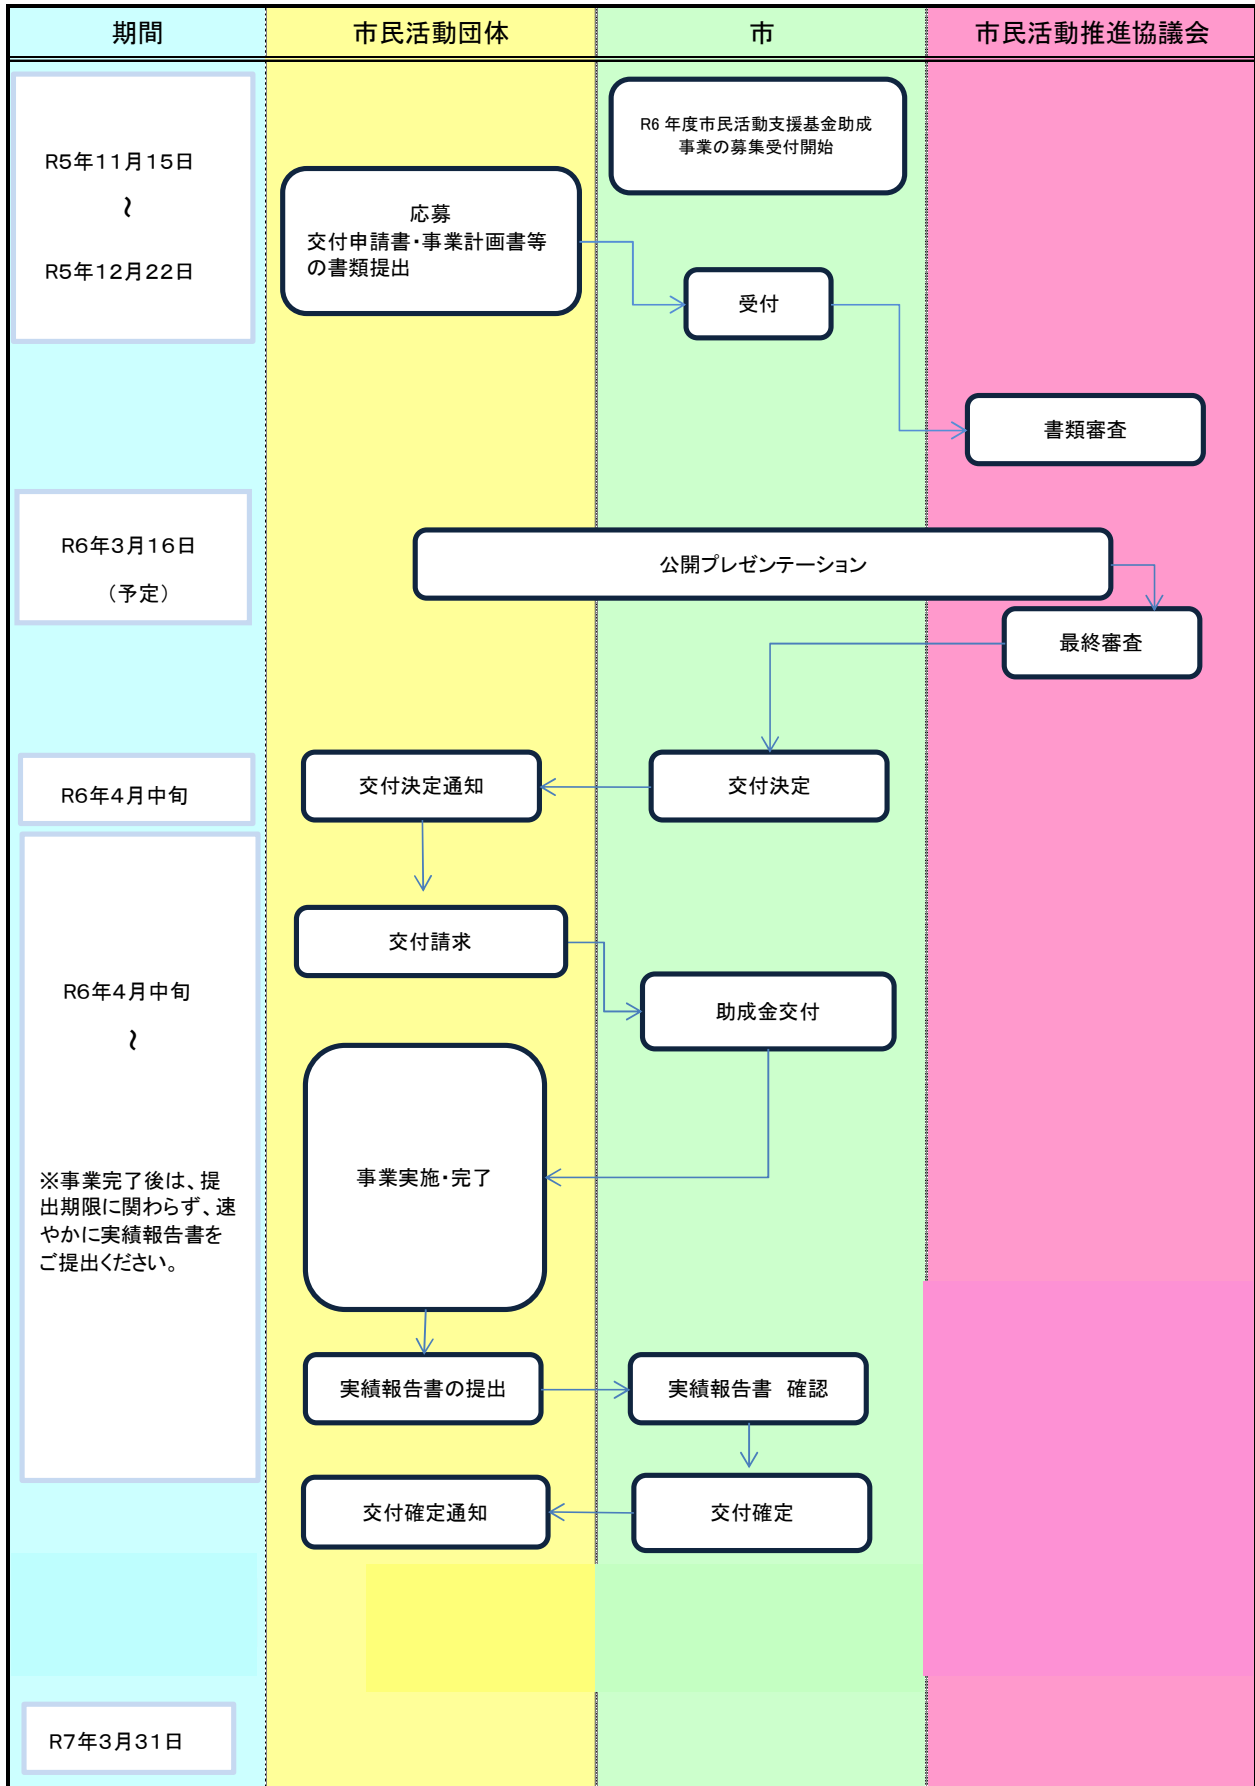 期間
市民活動団体
市
市民活動推進協議会
R5年11月15日
～
R5年12月22日
R6 年度市民活動支援基金助成
事業の募集受付開始
応募
交付申請書・事業計画書等
の書類提出
受付
書類審査
R6年3月16日
（予定）
公開プレゼンテーション
最終審査
R6年4月中旬
交付決定通知
交付決定
R6年4月中旬
～
※事業完了後は、提
出期限に関わらず、速
やかに実績報告書を
ご提出ください。
交付請求
助成金交付
事業実施・完了
実績報告書の提出
実績報告書　確認
交付確定通知
交付確定
R7年3月31日